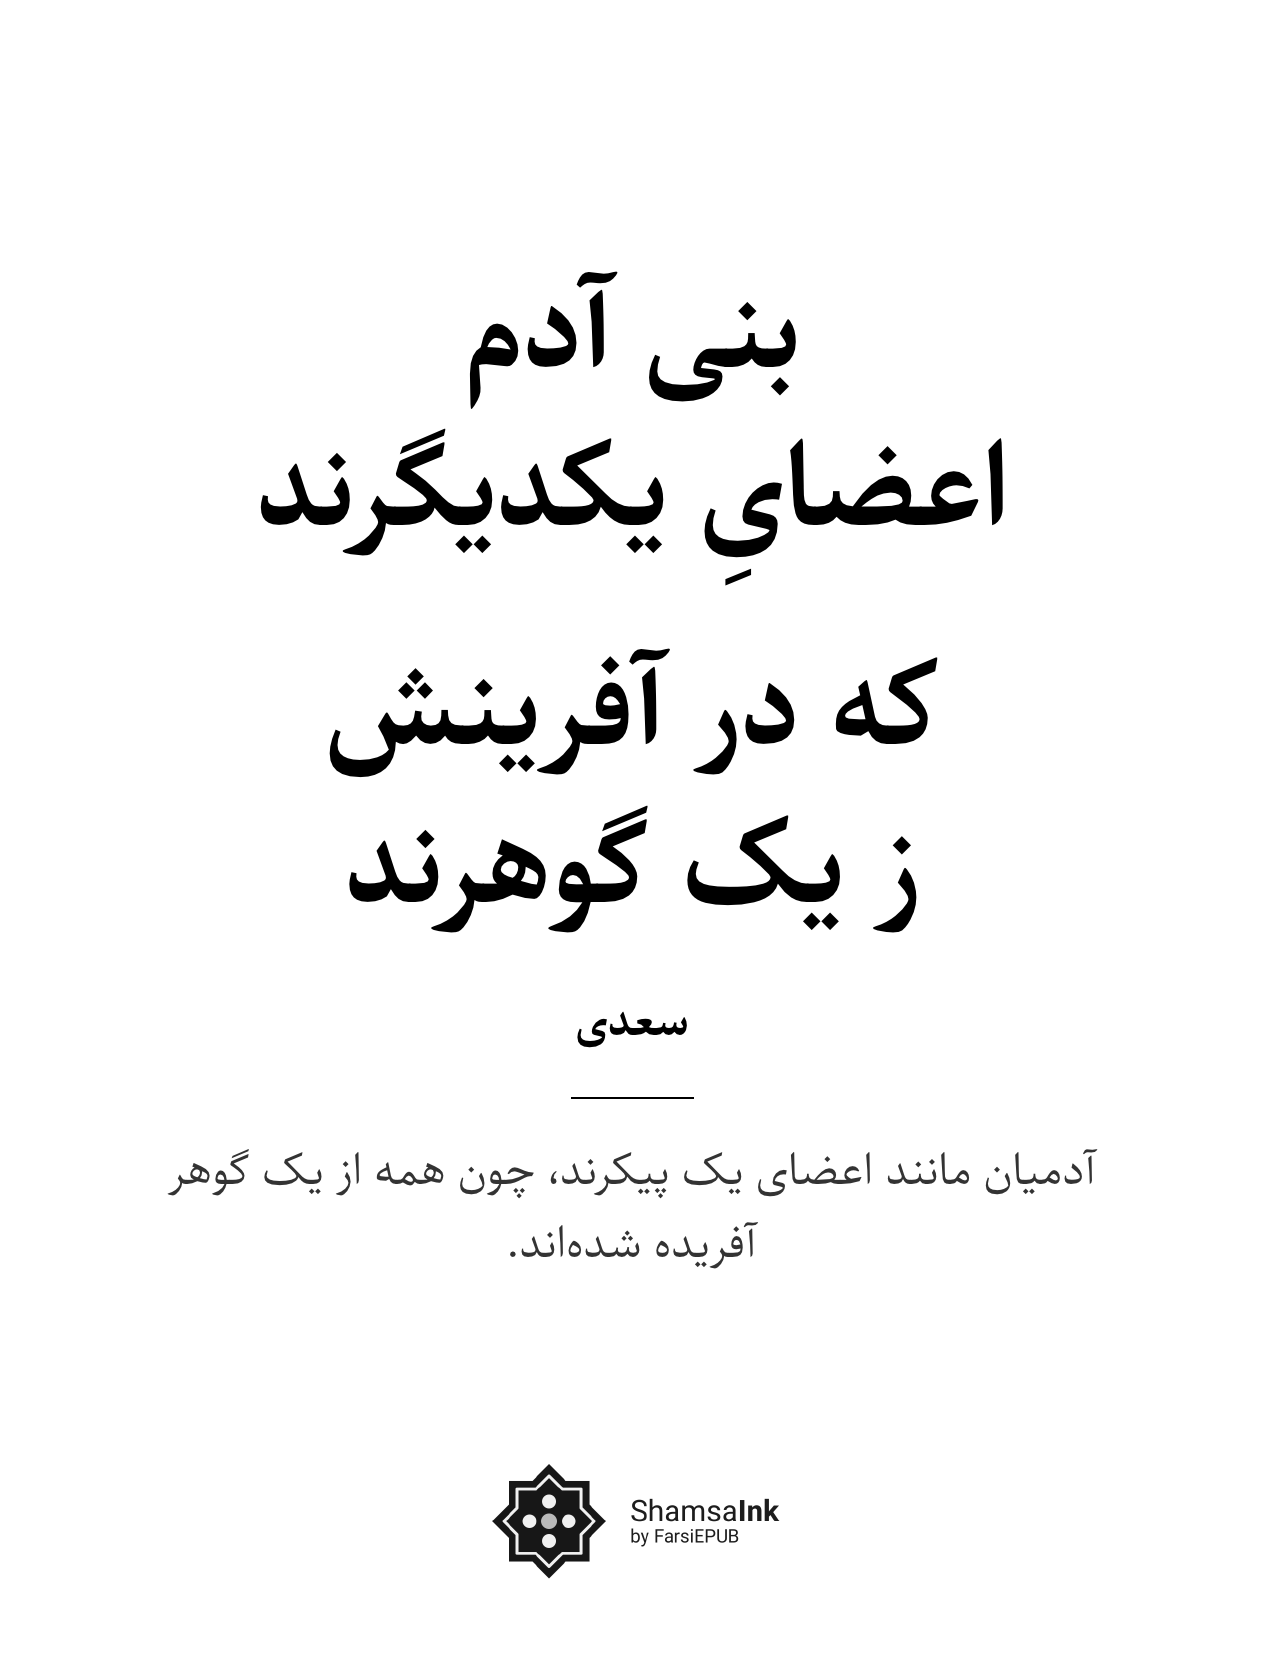 بنی آدم
اعضایِ یکدیگرند
که در آفرینش
ز یک گوهرند
سعدی
آدمیان مانند اعضای یک پیکرند، چون همه از یک گوهر
آفریده شده‌اند.
ShamsaInk
by FarsiEPUB